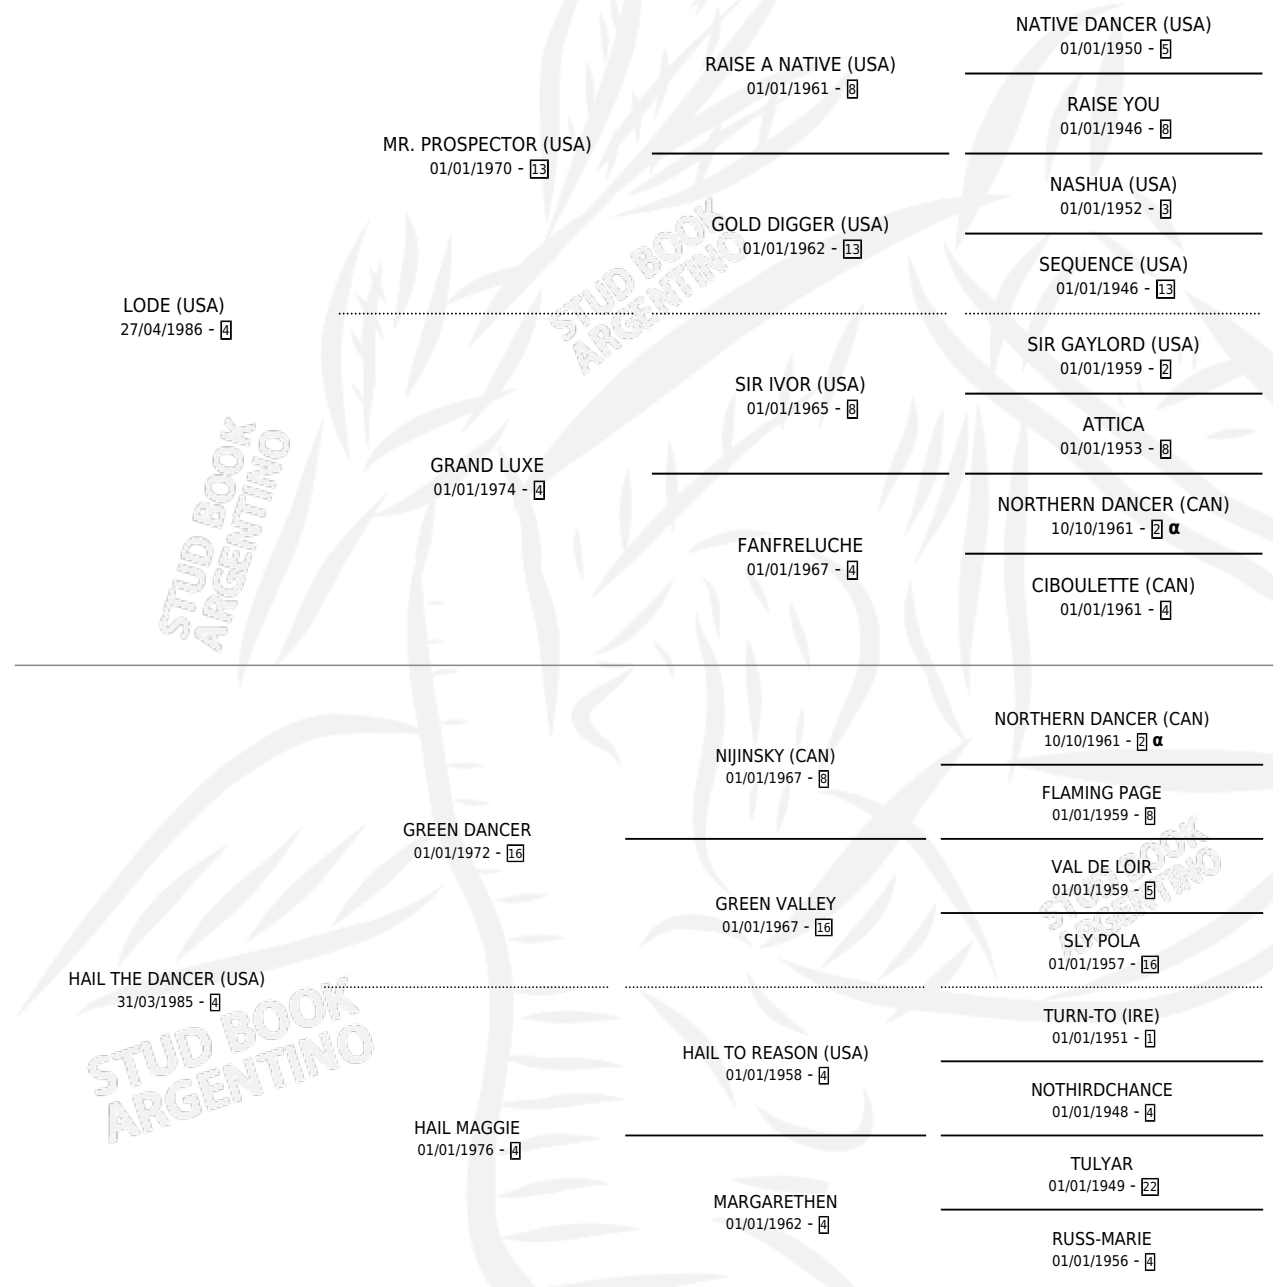 NATIVE DANCER (USA)
01/01/1950 - 5
RAISE A NATIVE (USA)
01/01/1961 - 8
RAISE YOU
01/01/1946 - 8
MR. PROSPECTOR (USA)
01/01/1970 - 13
NASHUA (USA)
01/01/1952 - 3
GOLD DIGGER (USA)
01/01/1962 - 13
SEQUENCE (USA)
01/01/1946 - 13
LODE (USA)
27/04/1986 - 4
STUD BOOK
ARGENTINO
SIR GAYLORD (USA)
01/01/1959 - 2
SIR IVOR (USA)
01/01/1965 - 8
ATTICA
01/01/1953 - 8
GRAND LUXE
01/01/1974 - 4
NORTHERN DANCER (CAN)
10/10/1961 - 2 α
FANFRELUCHE
01/01/1967 - 4
CIBOULETTE (CAN)
01/01/1961 - 4
STUD BOOK
ARGENTINO
NORTHERN DANCER (CAN)
10/10/1961 - 2 α
NIJINSKY (CAN)
01/01/1967 - 8
FLAMING PAGE
01/01/1959 - 8
GREEN DANCER
01/01/1972 - 16
VAL DE LOIR
01/01/1959 - 5
GREEN VALLEY
01/01/1967 - 16
SLY POLA
01/01/1957 - 16
STUD BOOK
ARGENTINO
HAIL THE DANCER (USA)
31/03/1985 - 4
TURN-TO (IRE)
01/01/1951 - 1
HAIL TO REASON (USA)
01/01/1958 - 4
NOTHIRDCHANCE
01/01/1948 - 4
STUD BOOK
ARGENTINO
HAIL MAGGIE
01/01/1976 - 4
TULYAR
01/01/1949 - 22
MARGARETHEN
01/01/1962 - 4
RUSS-MARIE
01/01/1956 - 4